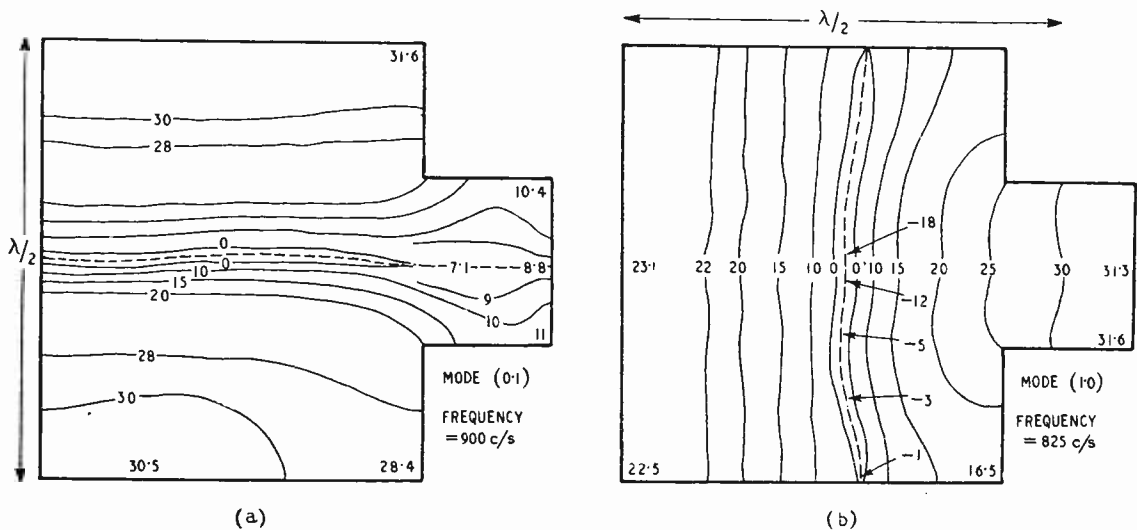 λ/2
31·6
30
28
10·4
0
0
7·1
8·8
10
15
20
9
10
11
28
30
MODE (0·1)
FREQUENCY
=900 c/s
30·5
28·4
(a)
λ/2
-18
23·1 22 20 15 10 0 0 10 15 20 25 30 31·3
-12
-5
31·6
-3
MODE (1·0)
FREQUENCY
= 825 c/s
-1
22·5
16·5
(b)
λ/2